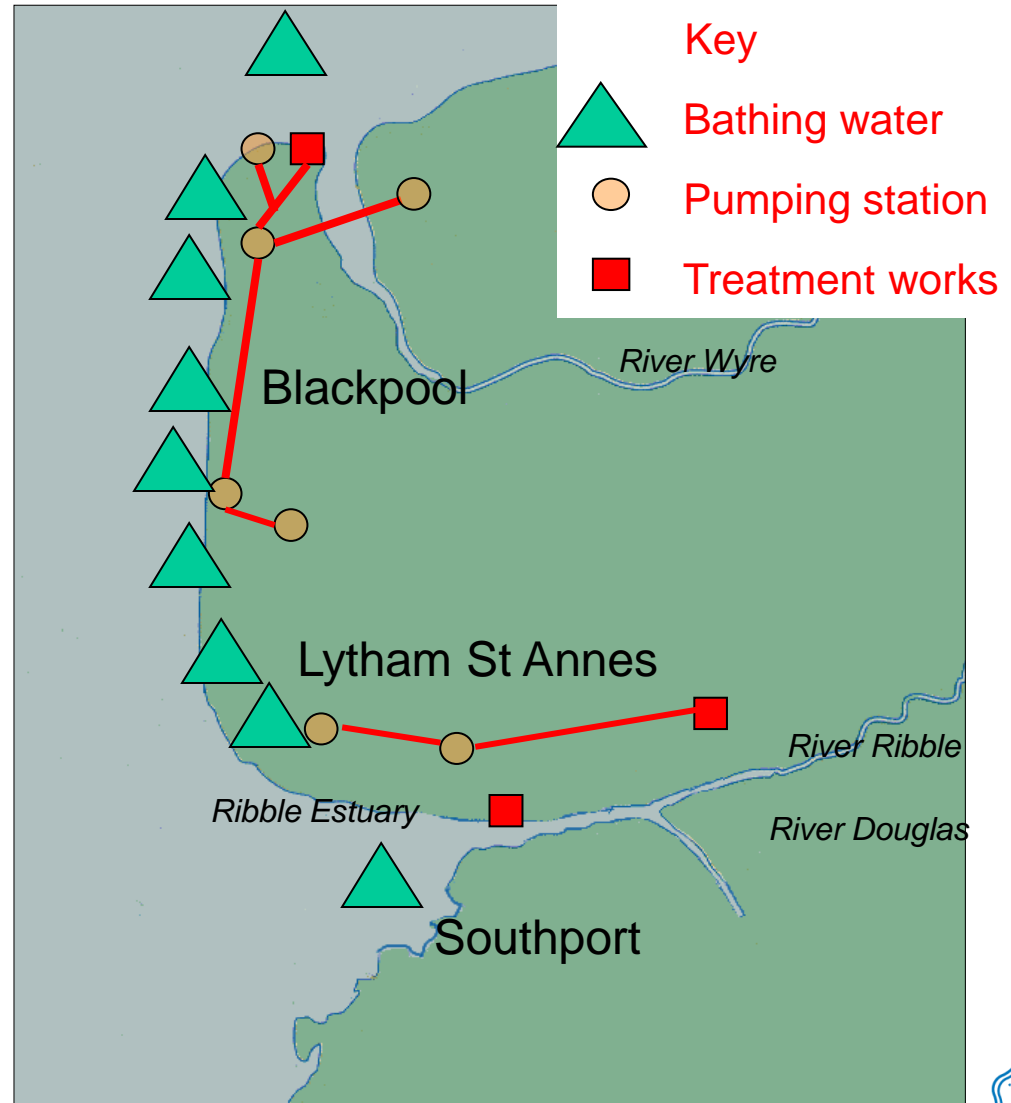 Key
Bathing water
Pumping station
Treatment works
River Wyre
Blackpool
Lytham St Annes
River Ribble
Ribble Estuary
River Douglas
Southport